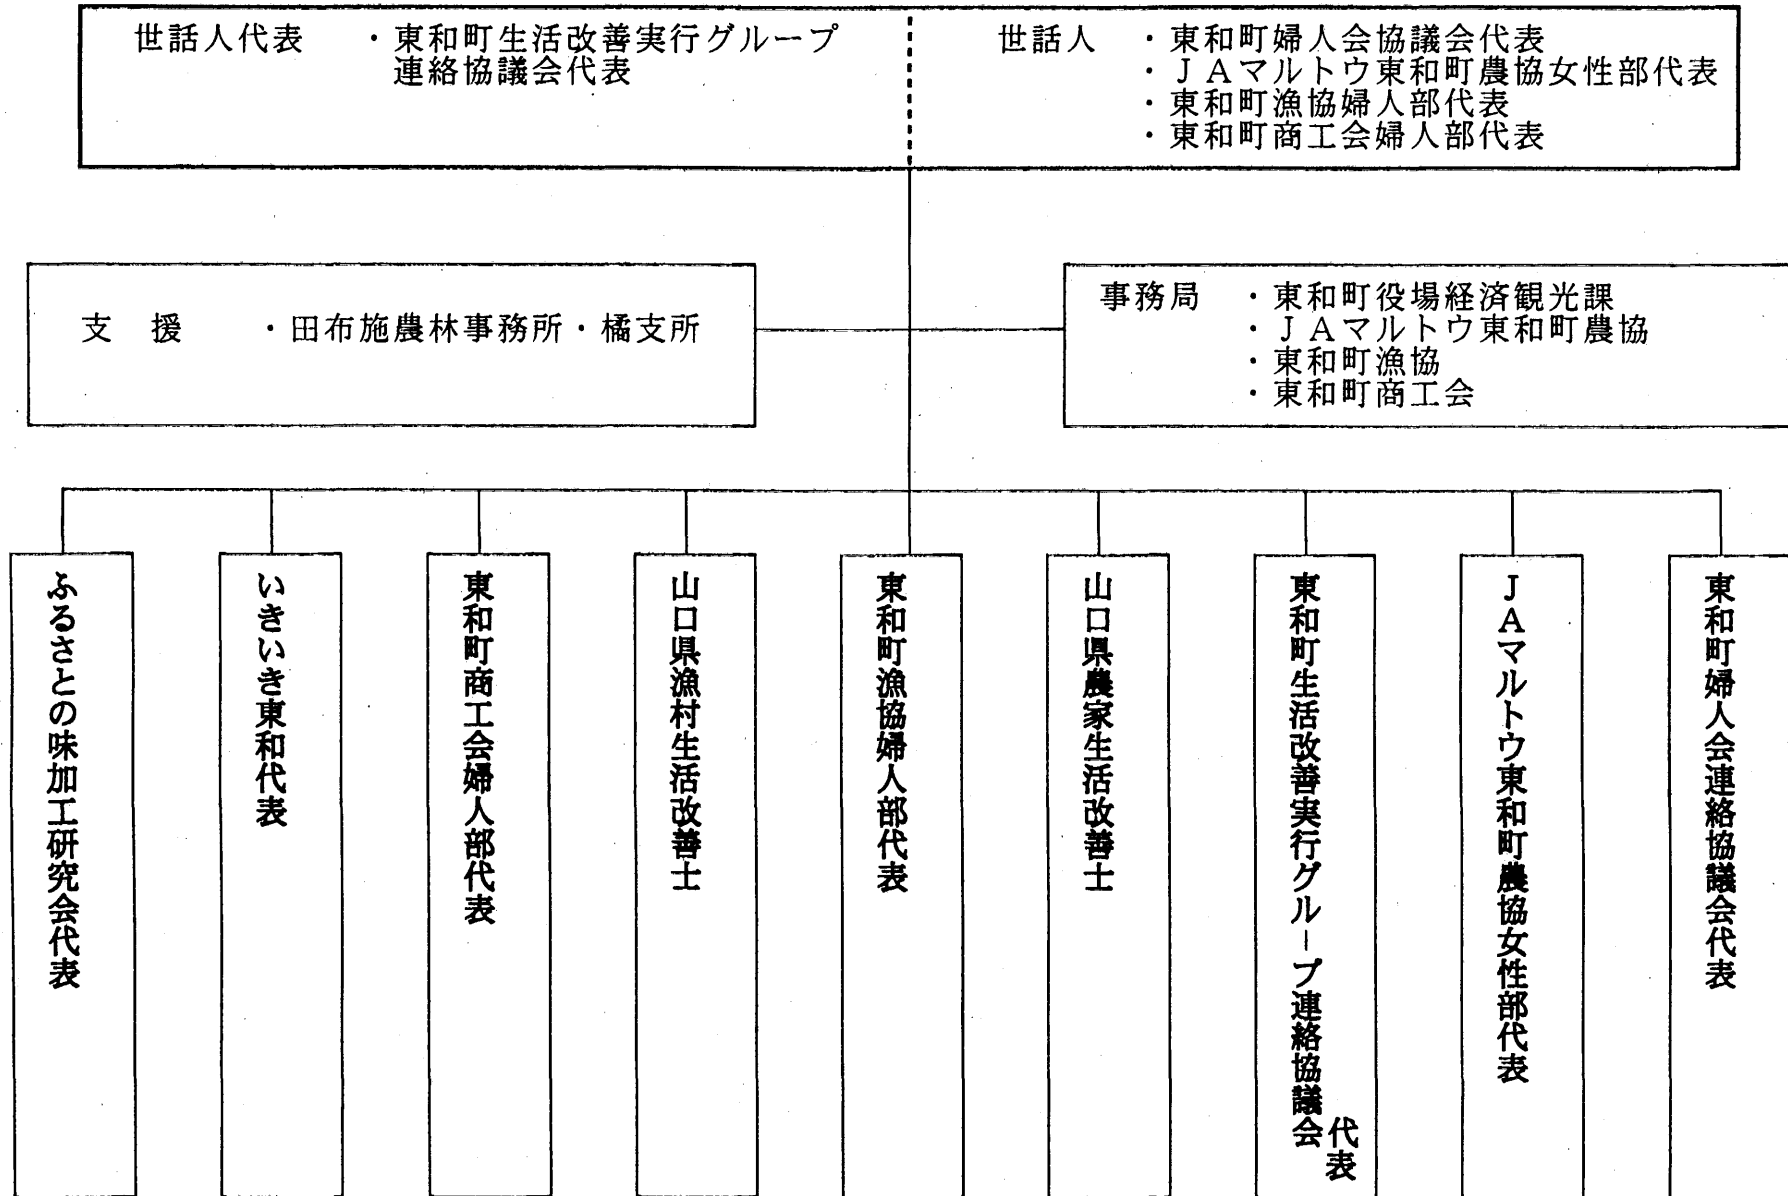 世話人代表　・東和町生活改善実行グループ
連絡協議会代表
世話人　・東和町婦人会協議会代表
・ＪＡマルトウ東和町農協女性部代表
・東和町漁協婦人部代表
・東和町商工会婦人部代表
支　援　・田布施農林事務所・橘支所
事務局　・東和町役場経済観光課
・ＪＡマルトウ東和町農協
・東和町漁協
・東和町商工会
東和町婦人会連絡協議会代表
ＪＡマルトウ東和町農協女性部代表
東和町生活改善実行グループ連絡協議会
代表
山口県農家生活改善士
東和町漁協婦人部代表
山口県漁村生活改善士
東和町商工会婦人部代表
いきいき東和代表
ふるさとの味加工研究会代表